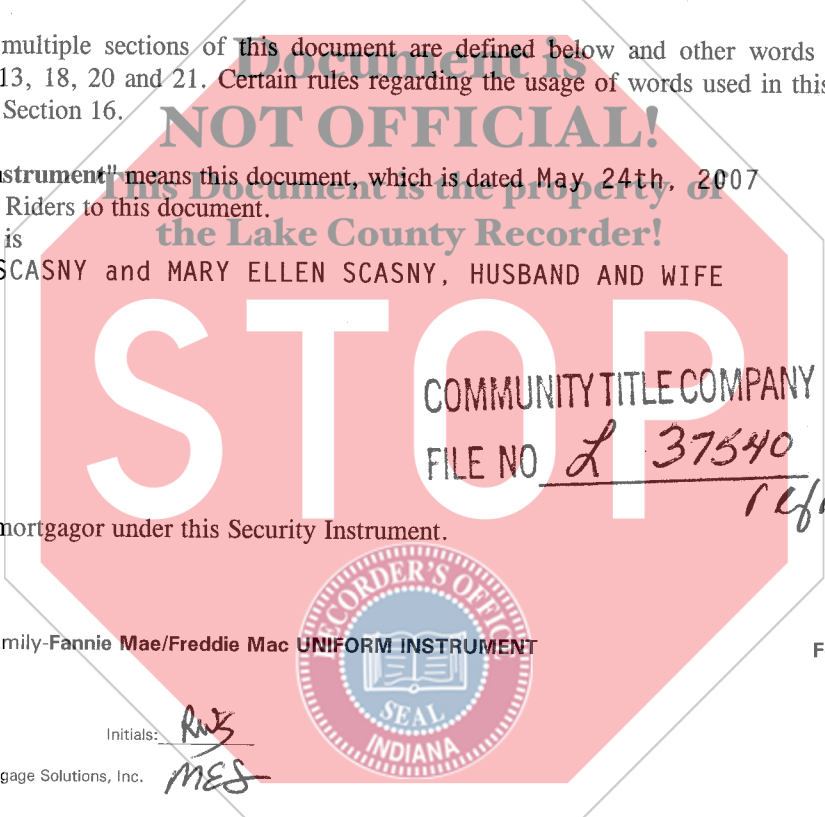 Document is
multiple sections of this document are defined below and other words
13, 18, 20 and 21. Certain rules regarding the usage of words used in this
Section 16.
NOT OFFICIAL!
strument" means this document, which is dated May 24th, 2007
This Document is the property of
Riders to this document.
is
the Lake County Recorder!
SCASNY and MARY ELLEN SCASNY, HUSBAND AND WIFE
STOP
COMMUNITY TITLE COMPANY
FILE NO L 37540
mortgagor under this Security Instrument.
RECORDER'S OFFIC
mily-Fannie Mae/Freddie Mac UNIFORM INSTRUMENT
F
SEAL
INDIANA
Initials: RWS
gage Solutions, Inc. MES